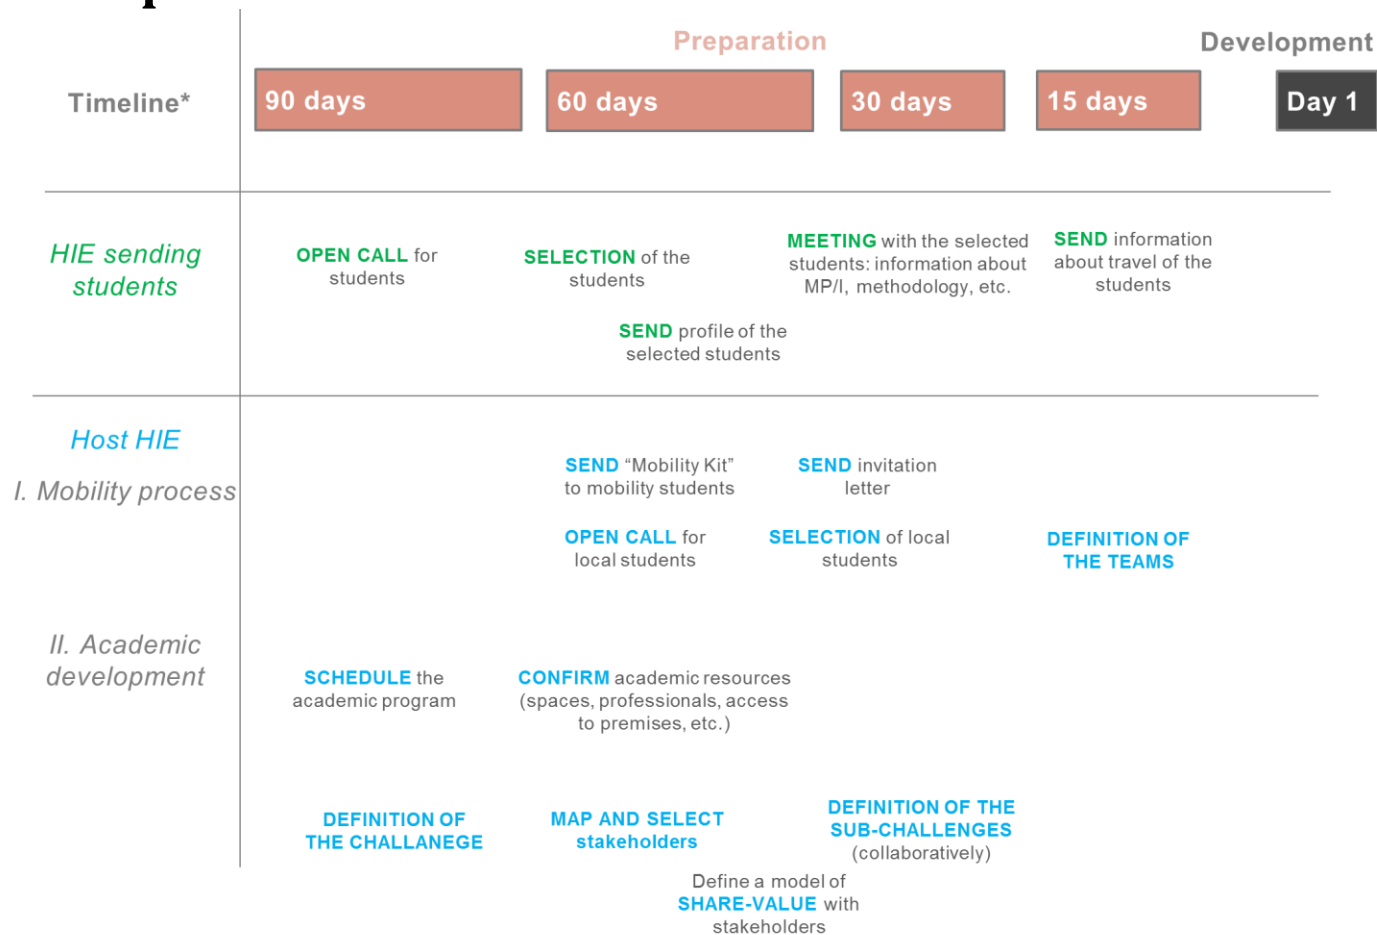 Preparation
Development
Timeline*
90 days
60 days
30 days
15 days
Day 1
HIE sending
students
OPEN CALL for
students
SELECTION of the
students
SEND profile of the
selected students
MEETING with the selected
students: information about
MP/I, methodology, etc.
SEND information
about travel of the
students
Host HIE
I. Mobility process
SEND “Mobility Kit”
to mobility students
SEND invitation
letter
OPEN CALL for
local students
SELECTION of local
students
DEFINITION OF
THE TEAMS
II. Academic
development
SCHEDULE the
academic program
CONFIRM academic resources
(spaces, professionals, access
to premises, etc.)
DEFINITION OF
THE CHALLANEGE
MAP AND SELECT
stakeholders
DEFINITION OF THE
SUB-CHALLENGES
(collaboratively)
Define a model of
SHARE-VALUE with
stakeholders